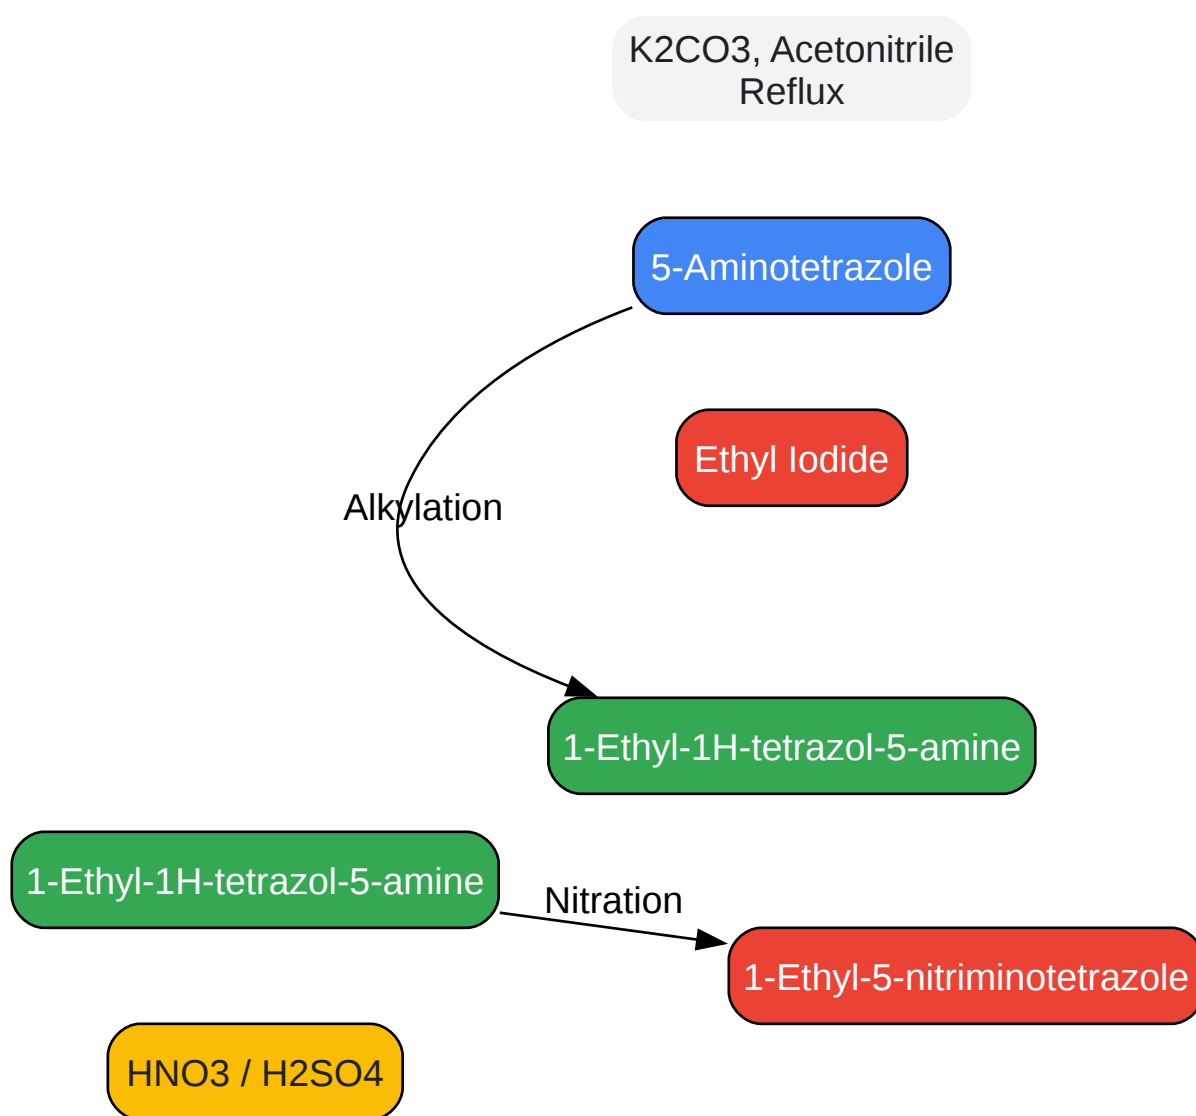 K2CO3, Acetonitrile
Reflux
5-Aminotetrazole
Ethyl Iodide
Alkylation
1-Ethyl-1H-tetrazol-5-amine
1-Ethyl-1H-tetrazol-5-amine
Nitration
1-Ethyl-5-nitriminotetrazole
HNO3 / H2SO4